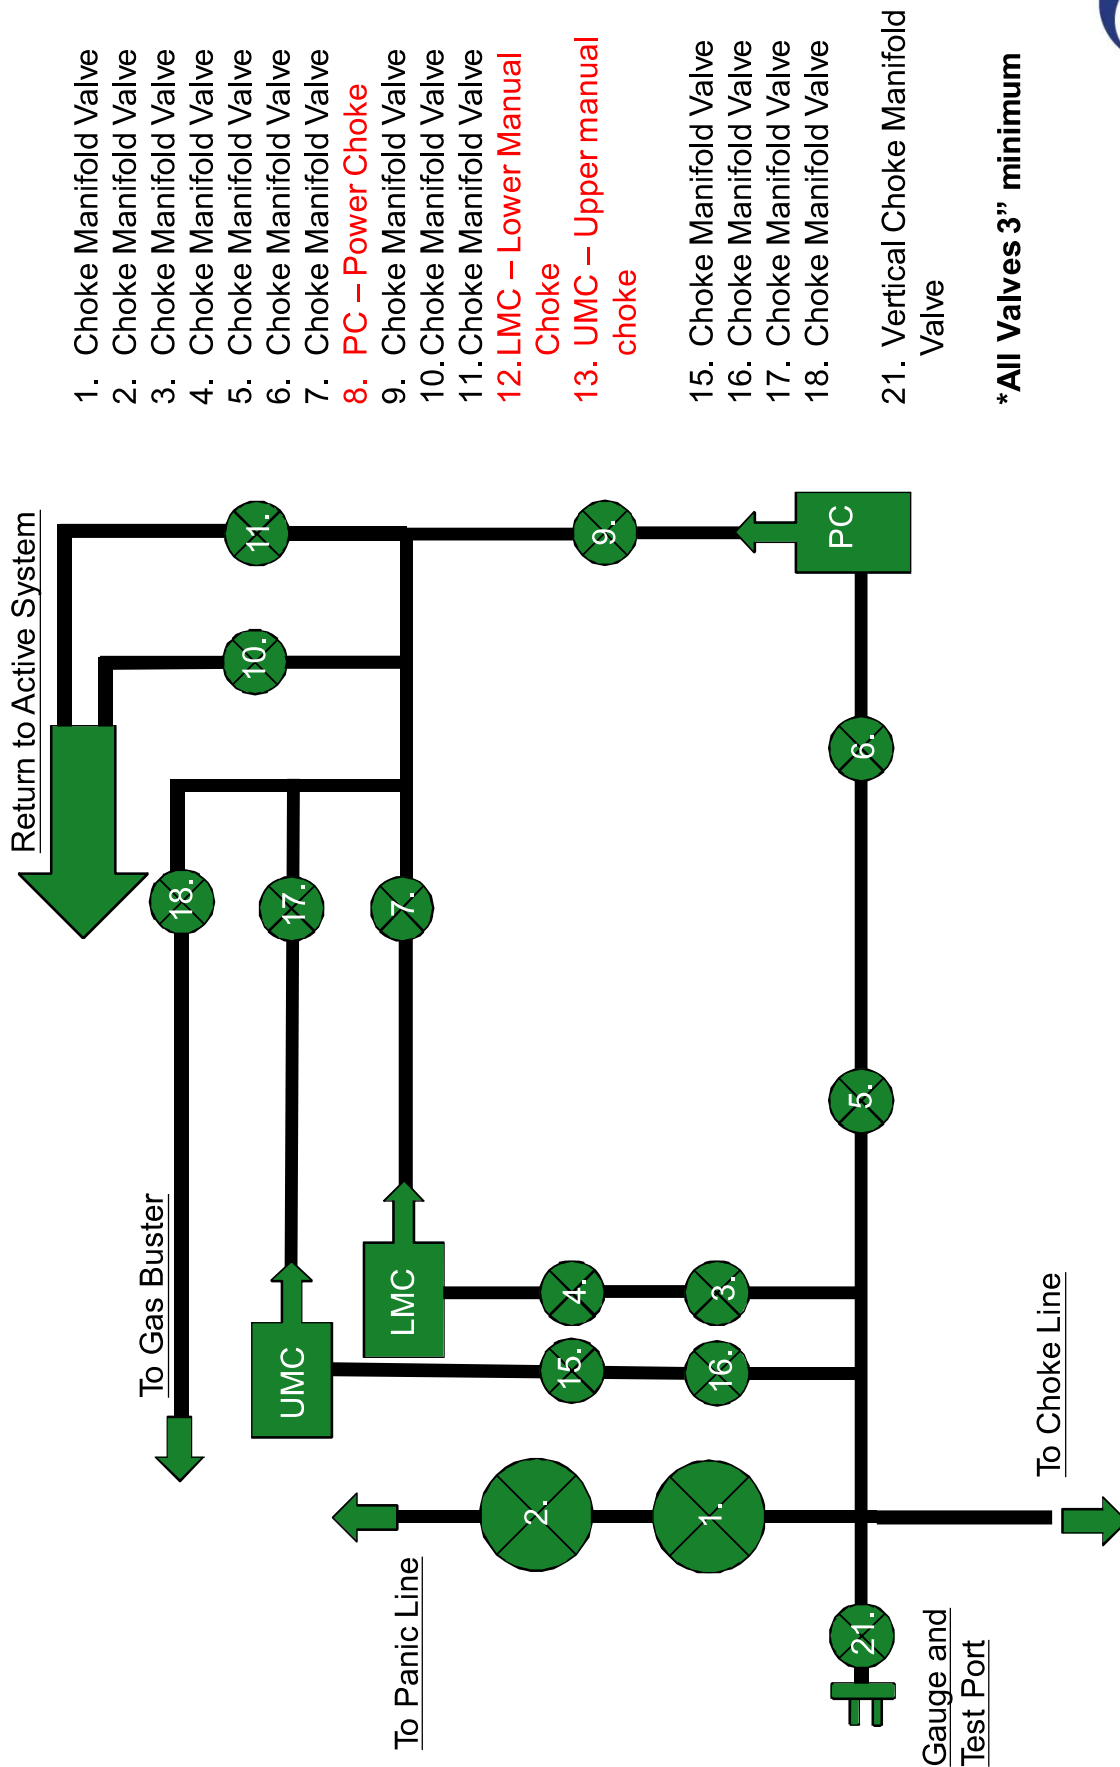 Return to Active System
To Gas Buster
To Panic Line
To Choke Line
Gauge and
Test Port
UMC
LMC
PC
18.
17.
7.
10.
11.
9.
6.
5.
4.
3.
15.
16.
2.
1.
21.
1. Choke Manifold Valve
2. Choke Manifold Valve
3. Choke Manifold Valve
4. Choke Manifold Valve
5. Choke Manifold Valve
6. Choke Manifold Valve
7. Choke Manifold Valve
8. PC – Power Choke
9. Choke Manifold Valve
10. Choke Manifold Valve
11. Choke Manifold Valve
12. LMC – Lower Manual
Choke
13. UMC – Upper manual
choke
15. Choke Manifold Valve
16. Choke Manifold Valve
17. Choke Manifold Valve
18. Choke Manifold Valve
21. Vertical Choke Manifold
Valve
*All Valves 3” minimum